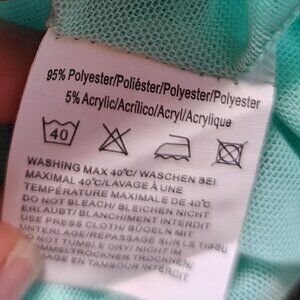 95% Polyester/Poliéster/Polyester/Polyester
5% Acrylic/Acrílico/Acryl/Acrylique
40
WASHING MAX 40°C/ WASCHEN BEI
MAXIMAL 40°C/LAVAGE À UNE
TEMPÉRATURE MAXIMALE DE 40°C
DO NOT BLEACH/ BLEICHEN NICHT
ERLAUBT/ BLANCHIMENT INTERDIT
USE PRESS CLOTH/ BÜGELN MIT
UNTERLAGE/REPASSAGE SUR LE TISSU
DO NOT TUMBLE DRY/ NICHT IM
TROMMELTROCKNER TROCKNEN/
EN TAMBOUR INTERDIT